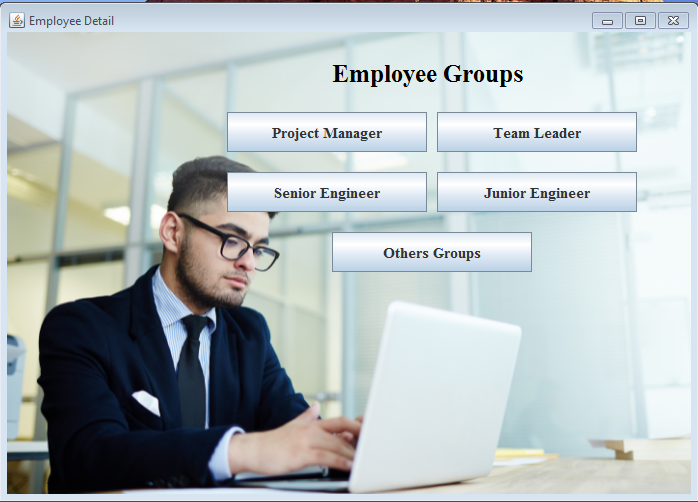 Employee Detail
Employee Groups
Project Manager Team Leader
Senior Engineer Junior Engineer
Others Groups